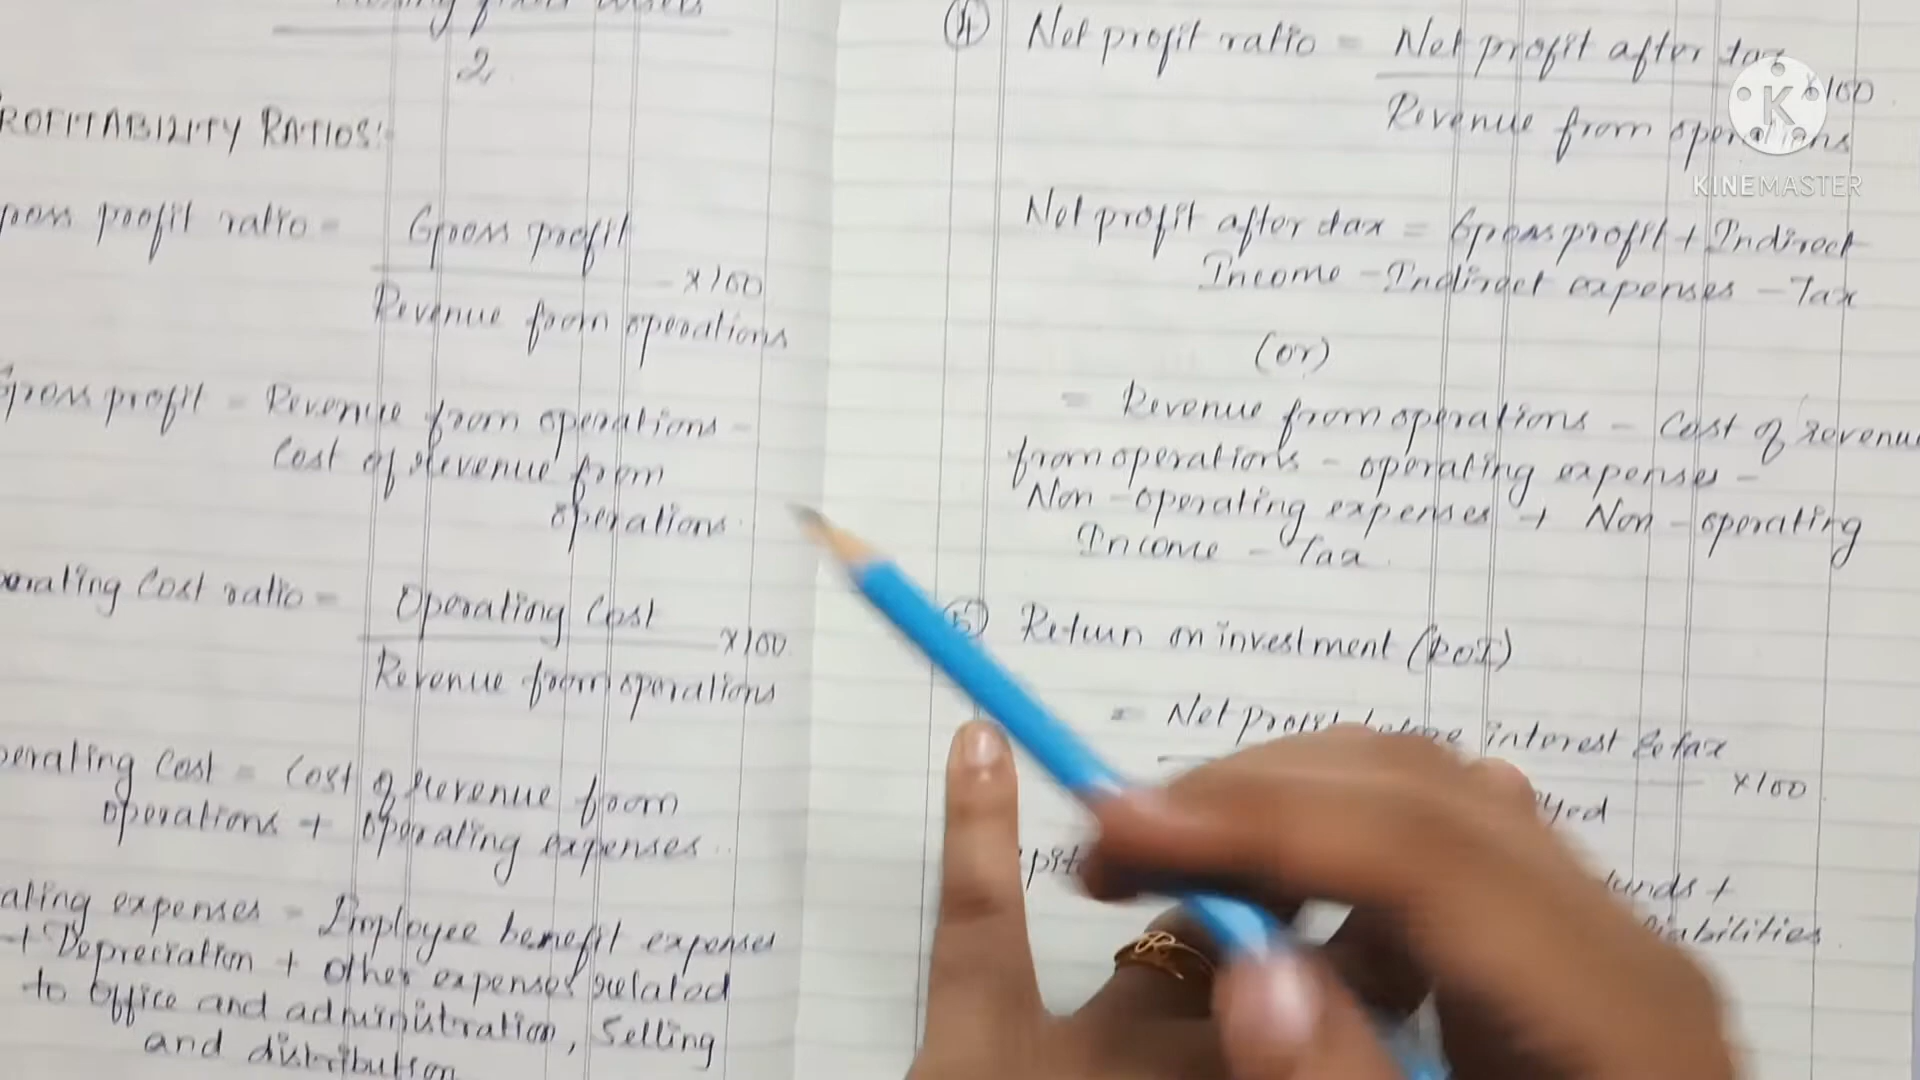 2
ROFITABILITY RATIOS:-
ross profit ratio = Gross profit
x100
Revenue from operations
Gross profit = Revenue from operations -
Cost of Revenue from
operations.
perating Cost ratio = Operating Cost
x100
Revenue from operations
perating Cost = Cost of Revenue from
operations + Operating expenses.
ating expenses = Employee benefit expenses
+ Depreciation + other expenses related
to office and administration, Selling
and distribution
4 Net profit ratio = Net profit after tax
x100
Revenue from operations
KINEMASTER
Net profit after tax = Gross profit + Indirect
Income - Indirect expenses - Tax
(or)
= Revenue from operations - Cost of revenue
from operations - operating expenses -
Non-operating expenses + Non-operating
Income - Tax.
5 Return on investment (ROI)
= Net profit before interest & tax
x100
yed
funds +
liabilities.